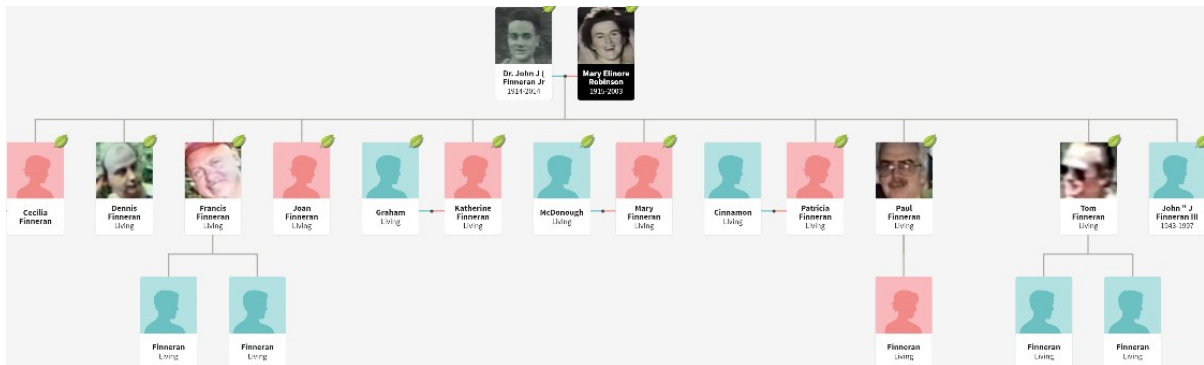 Dr. John J (
Finneran Jr
1914-2014
Mary Elinore
Robinson
1915-2003
Cecilia
Finneran
Dennis
Finneran
Living
Francis
Finneran
Living
Joan
Finneran
Living
Graham
Living
Katherine
Finneran
Living
McDonough
Living
Mary
Finneran
Living
Cinnamon
Living
Patricia
Finneran
Living
Paul
Finneran
Living
Tom
Finneran
Living
John " J
Finneran III
1943-1997
Finneran
Living
Finneran
Living
Finneran
Living
Finneran
Living
Finneran
Living